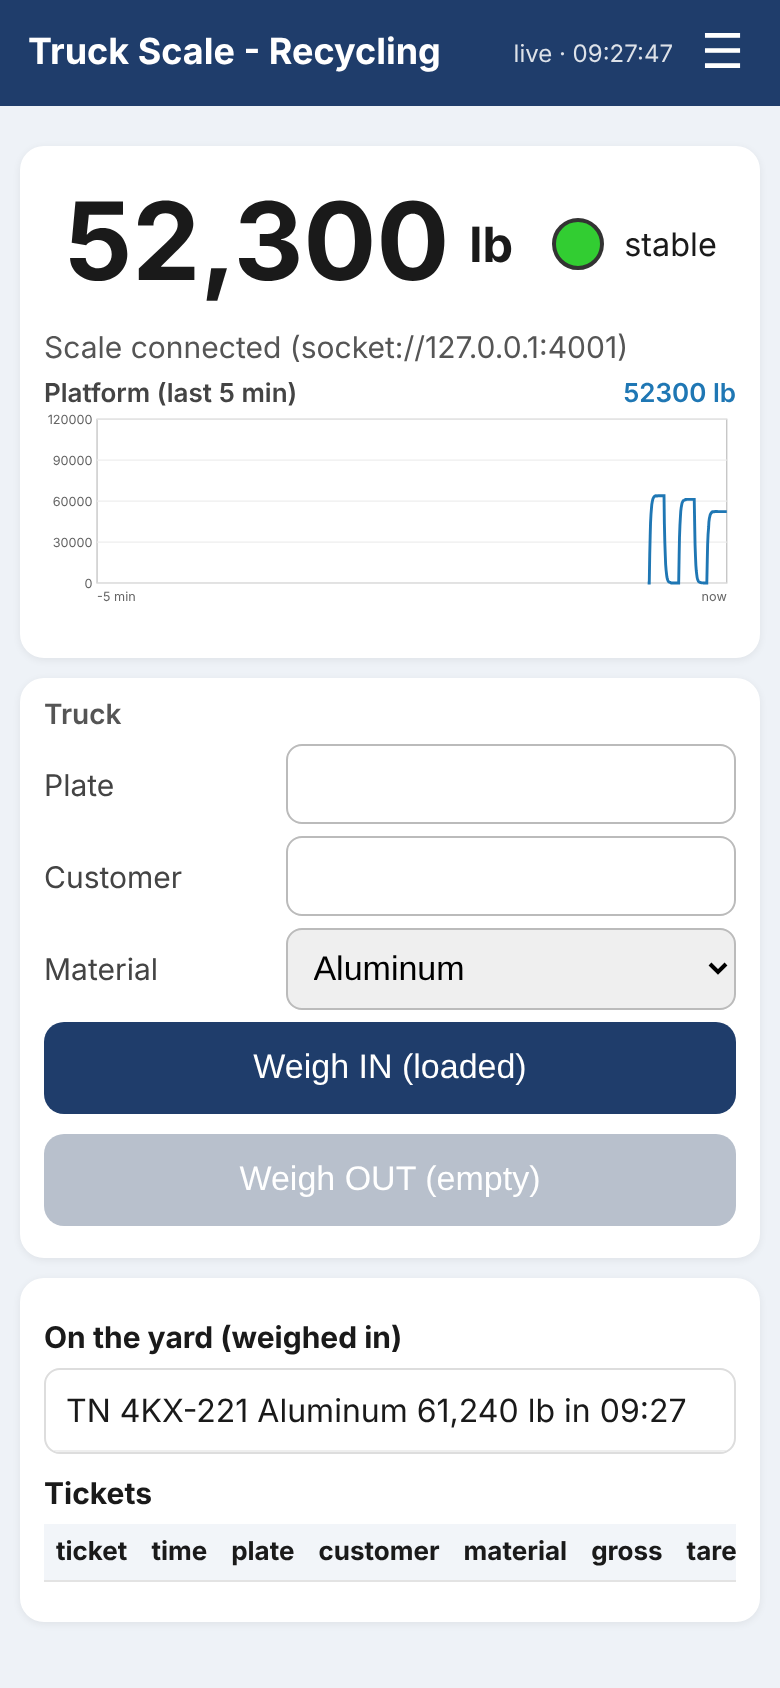 Truck Scale - Recycling live · 09:27:47 ☰
52,300 lb stable
Scale connected (socket://127.0.0.1:4001)
Platform (last 5 min) 52300 lb
120000
90000
60000
30000
0
-5 min now
Truck
Plate
Customer
Material Aluminum
Weigh IN (loaded)
Weigh OUT (empty)
On the yard (weighed in)
TN 4KX-221 Aluminum 61,240 lb in 09:27
Tickets
ticket time plate customer material gross tare